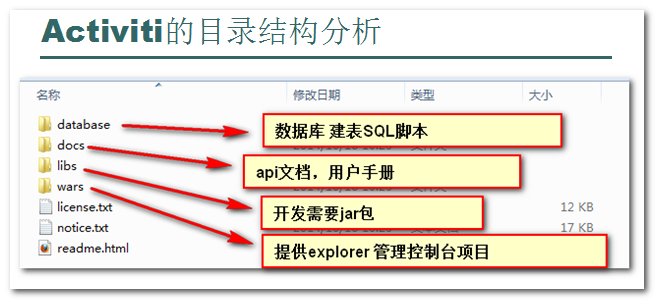 Activiti的目录结构分析
名称 修改日期 类型 大小
database 数据库 建表SQL脚本
docs api文档，用户手册
libs 开发需要jar包
wars 提供explorer 管理控制台项目
license.txt 12 KB
notice.txt 17 KB
readme.html